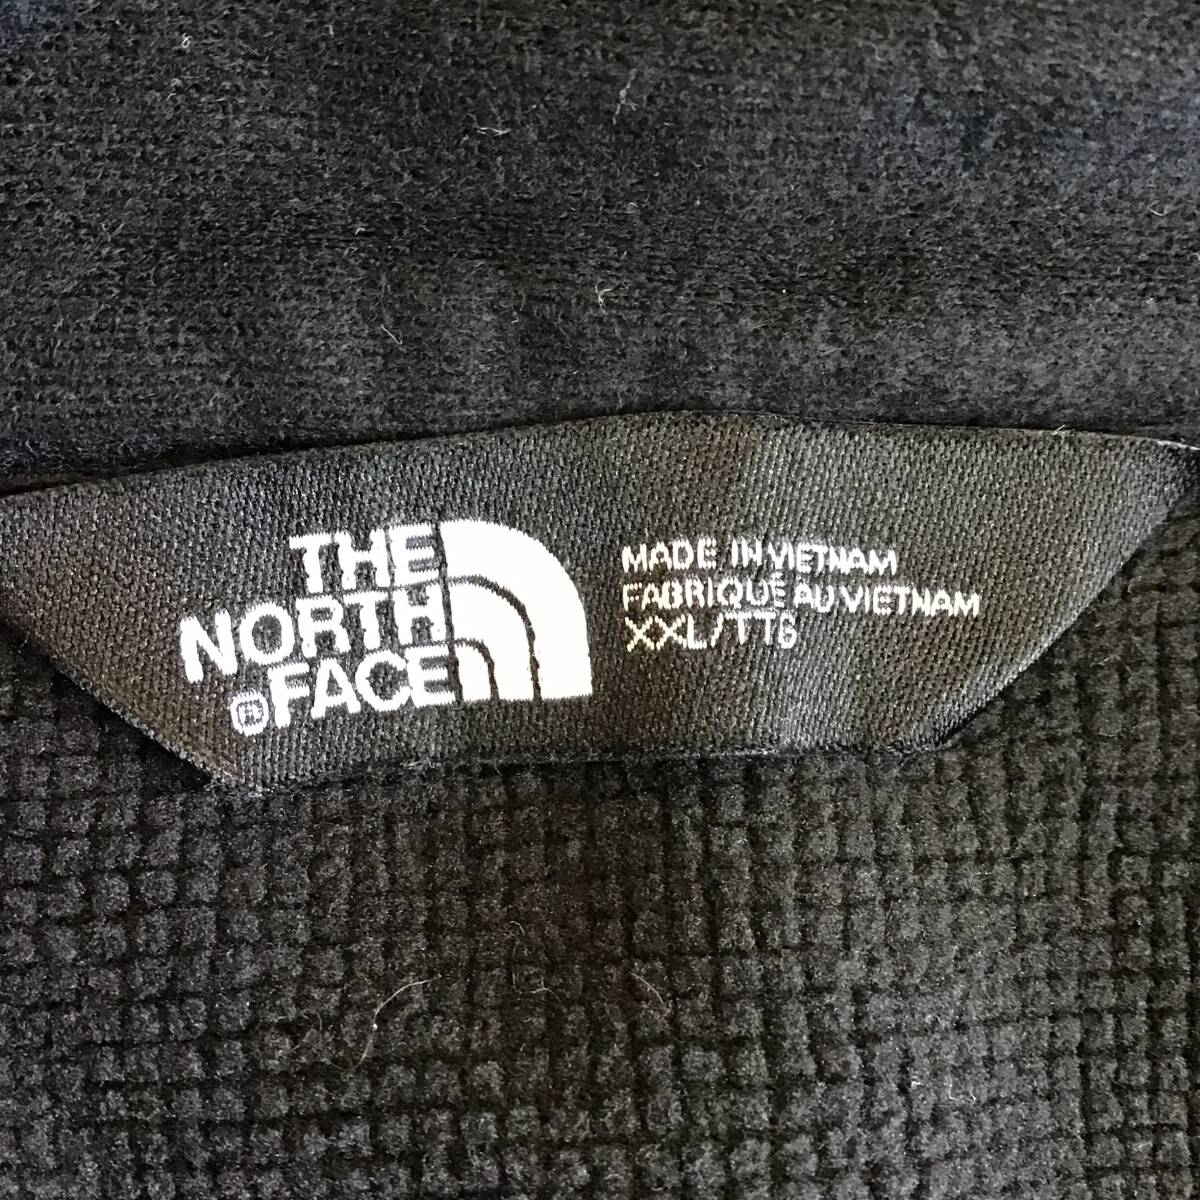 THE
NORTH
®FACE
MADE IN VIETNAM
FABRIQUÉ AU VIETNAM
XXL/TTG